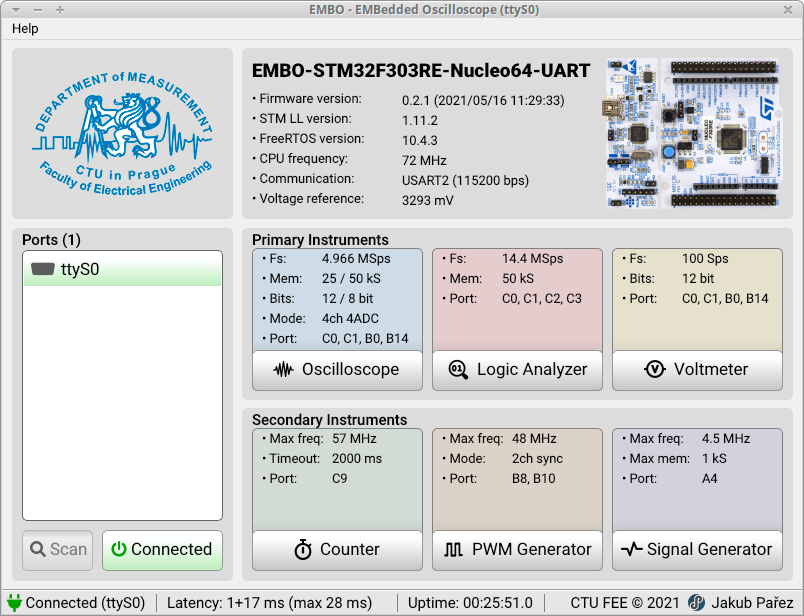 EMBO - EMBedded Oscilloscope (ttyS0)
Help
DEPARTMENT of MEASUREMENT
CTU in Prague
Faculty of Electrical Engineering
EMBO-STM32F303RE-Nucleo64-UART
• Firmware version: 0.2.1 (2021/05/16 11:29:33)
• STM LL version: 1.11.2
• FreeRTOS version: 10.4.3
• CPU frequency: 72 MHz
• Communication: USART2 (115200 bps)
• Voltage reference: 3293 mV
Ports (1)
ttyS0
Scan
Connected
Primary Instruments
• Fs: 4.966 MSps
• Mem: 25 / 50 kS
• Bits: 12 / 8 bit
• Mode: 4ch 4ADC
• Port: C0, C1, B0, B14
Oscilloscope
• Fs: 14.4 MSps
• Mem: 50 kS
• Port: C0, C1, C2, C3
Logic Analyzer
• Fs: 100 Sps
• Bits: 12 bit
• Port: C0, C1, B0, B14
Voltmeter
Secondary Instruments
• Max freq: 57 MHz
• Timeout: 2000 ms
• Port: C9
Counter
• Max freq: 48 MHz
• Mode: 2ch sync
• Port: B8, B10
PWM Generator
• Max freq: 4.5 MHz
• Max mem: 1 kS
• Port: A4
Signal Generator
Connected (ttyS0)
Latency: 1+17 ms (max 28 ms)
Uptime: 00:25:51.0
CTU FEE © 2021
Jakub Pařez